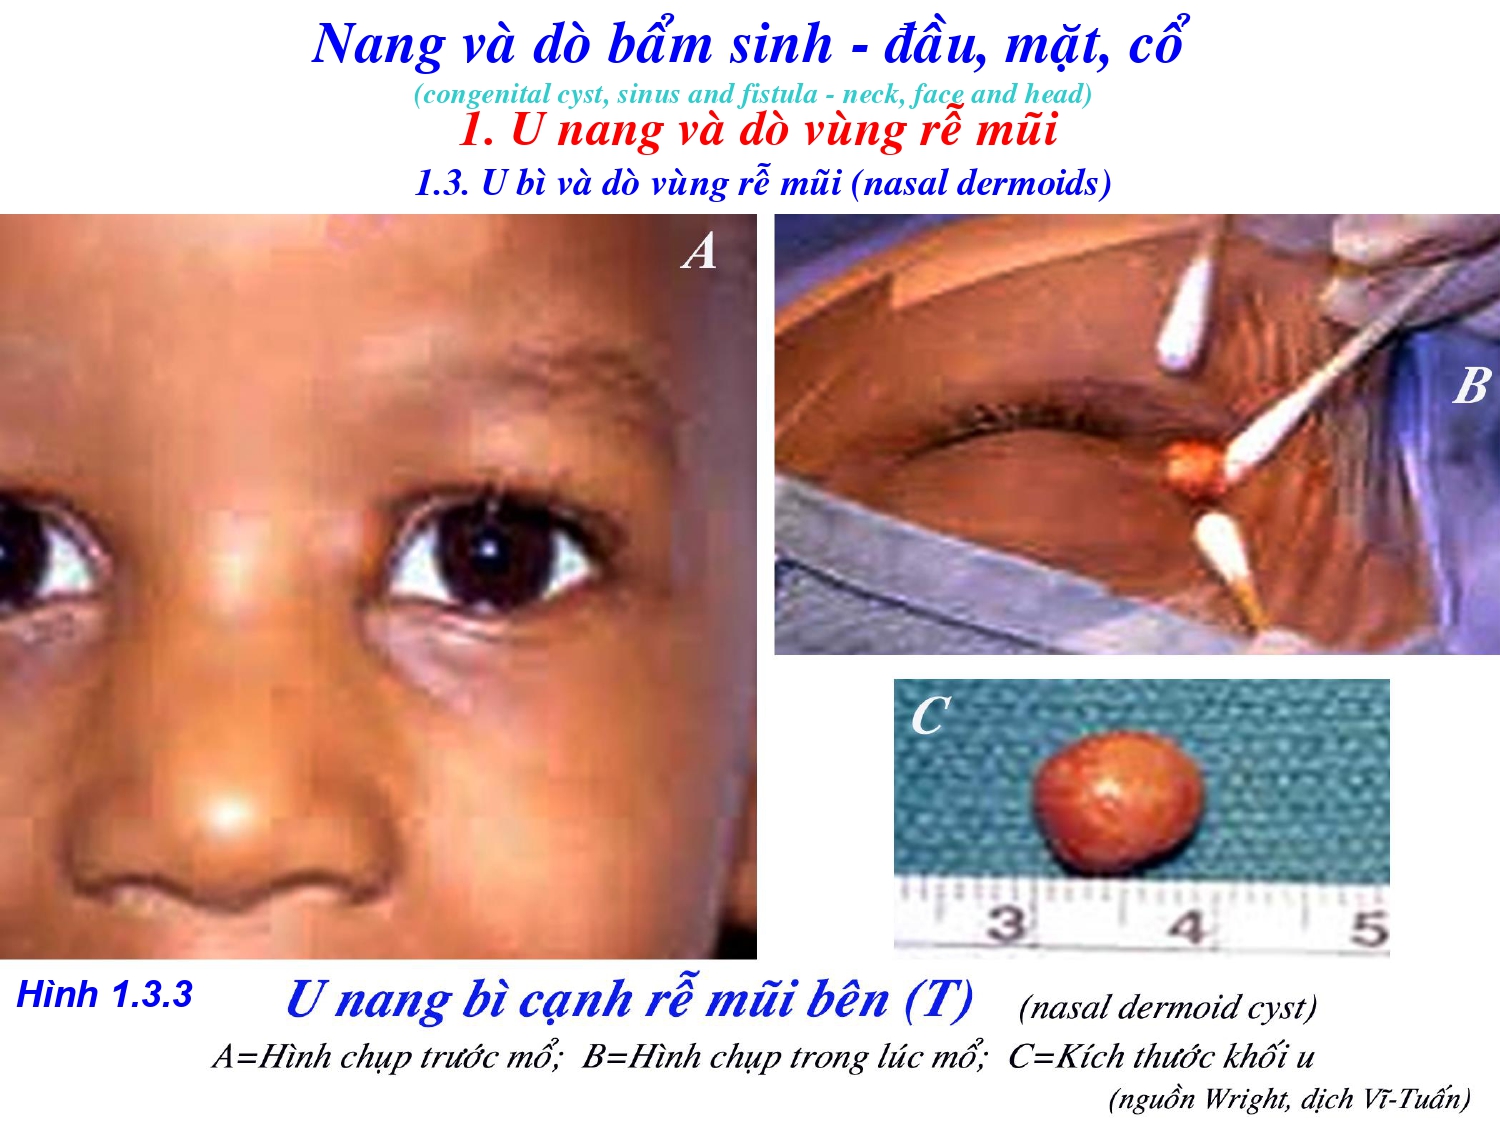 Nang và dò bẩm sinh - đầu, mặt, cổ
(congenital cyst, sinus and fistula - neck, face and head)
1. U nang và dò vùng rễ mũi
1.3. U bì và dò vùng rễ mũi (nasal dermoids)
A
B
C
3 4 5
Hình 1.3.3 U nang bì cạnh rễ mũi bên (T) (nasal dermoid cyst)
A=Hình chụp trước mổ; B=Hình chụp trong lúc mổ; C=Kích thước khối u
(nguồn Wright, dịch Vĩ-Tuấn)